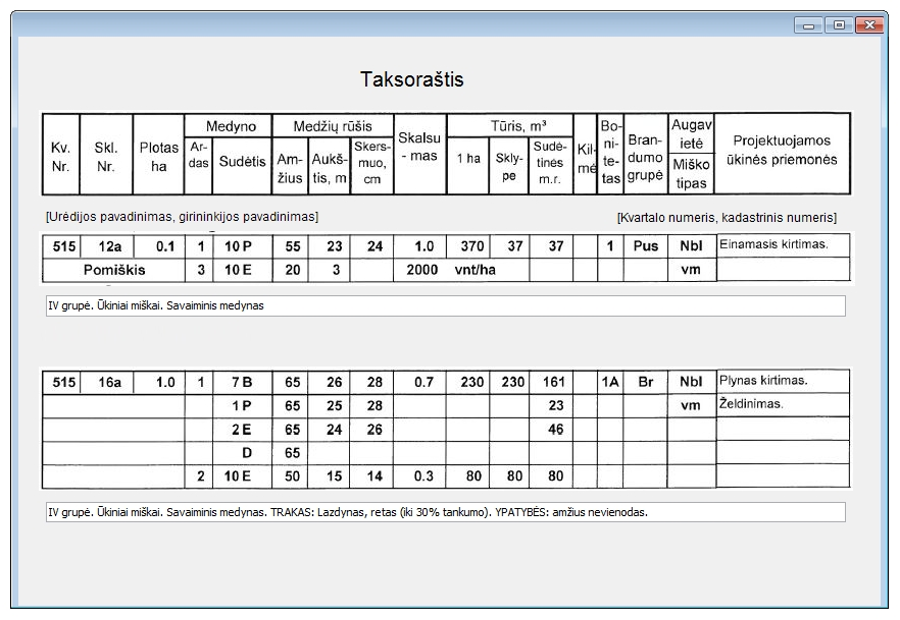 Taksoraštis
Kv. Nr. Skl. Nr. Plotas ha Medyno Medžių rūšis Skalsu - mas Tūris, m³ Kil- mė Bo- ni- te- tas Bran- dumo grupė Augav ietė Miško tipas Projektuojamos ūkinės priemonės
Ar- das Sudėtis Am- žius Aukš- tis, m Skers- muo, cm 1 ha Skly- pe Sudė- tinės m.r.
[Urėdijos pavadinimas, girininkijos pavadinimas] [Kvartalo numeris, kadastrinis numeris]
515 12a 0.1 1 10 P 55 23 24 1.0 370 37 37 1 Pus Nbl Einamasis kirtimas.
Pomiškis 3 10 E 20 3 2000 vnt/ha vm
IV grupė. Ūkiniai miškai. Savaiminis medynas
515 16a 1.0 1 7 B 65 26 28 0.7 230 230 161 1A Br Nbl Plynas kirtimas.
1 P 65 25 28 23 vm Želdinimas.
2 E 65 24 26 46
D 65
2 10 E 50 15 14 0.3 80 80 80
IV grupė. Ūkiniai miškai. Savaiminis medynas. TRAKAS: Lazdynas, retas (iki 30% tankumo). YPATYBĖS: amžius nevienodas.